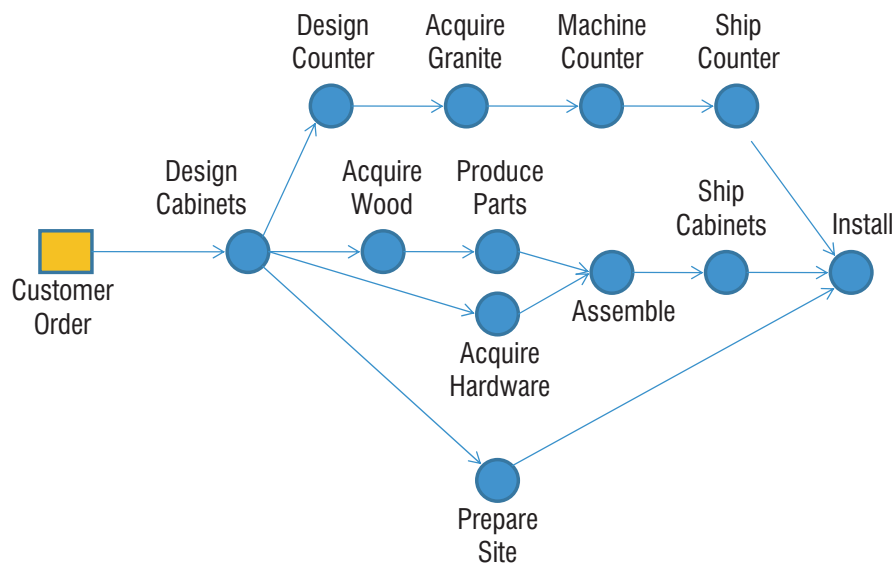 Design
Counter
Acquire
Granite
Machine
Counter
Ship
Counter
Design
Cabinets
Acquire
Wood
Produce
Parts
Ship
Cabinets
Install
Customer
Order
Assemble
Acquire
Hardware
Prepare
Site